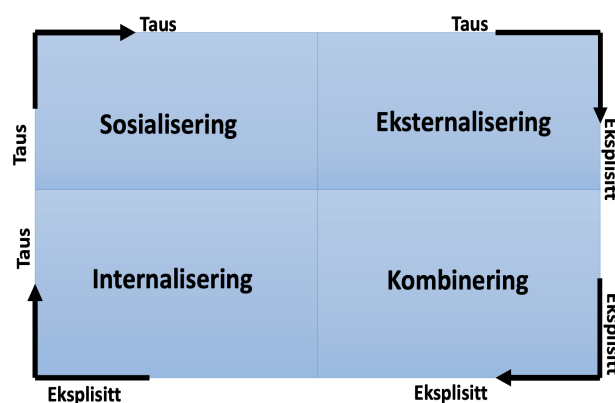 Taus
Taus
Taus
Sosialisering
Eksternalisering
Eksplisitt
Taus
Internalisering
Kombinering
Eksplisitt
Eksplisitt
Eksplisitt